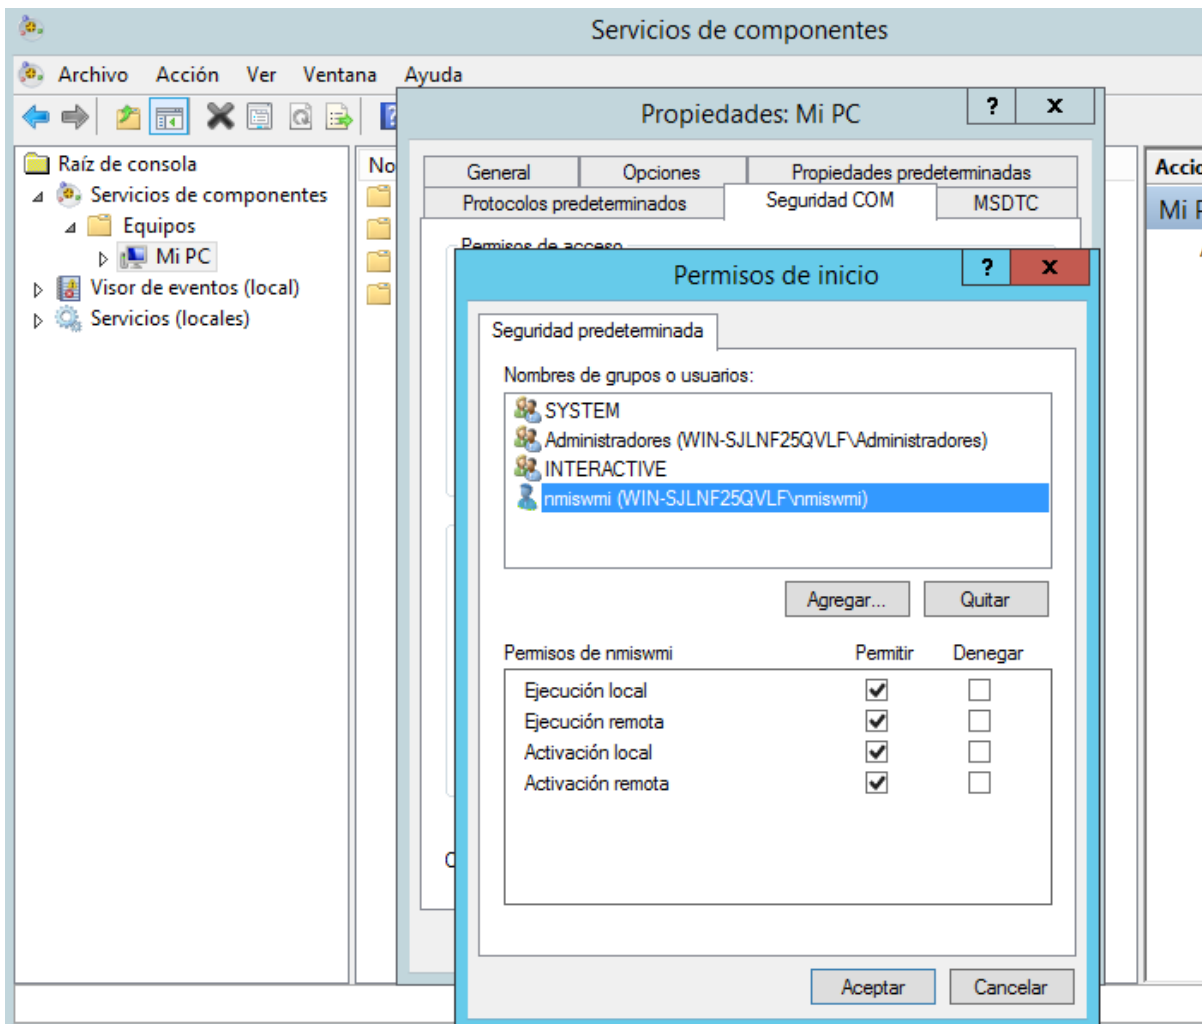 Servicios de componentes
Archivo Acción Ver Ventana Ayuda
Propiedades: Mi PC ? x
Raíz de consola
Servicios de componentes
Equipos
Mi PC
Visor de eventos (local)
Servicios (locales)
General Opciones Propiedades predeterminadas
Protocolos predeterminados Seguridad COM MSDTC
Permisos de acceso
Permisos de inicio ? x
Seguridad predeterminada
Nombres de grupos o usuarios:
SYSTEM
Administradores (WIN-SJLNF25QVLF\Administradores)
INTERACTIVE
nmiswmi (WIN-SJLNF25QVLF\nmiswmi)
Agregar... Quitar
Permisos de nmiswmi Permitir Denegar
Ejecución local
Ejecución remota
Activación local
Activación remota
Aceptar Cancelar